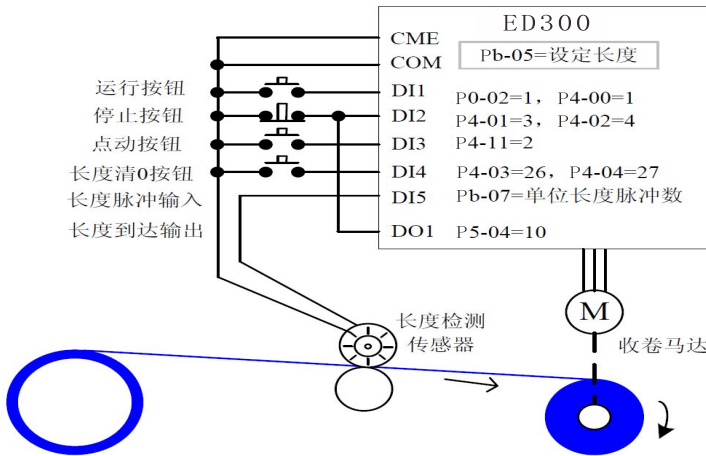 ED300
CME
COM
Pb-05=设定长度
运行按钮
DI1
P0-02=1，P4-00=1
停止按钮
DI2
P4-01=3，P4-02=4
点动按钮
DI3
P4-11=2
长度清0按钮
DI4
P4-03=26，P4-04=27
长度脉冲输入
DI5
Pb-07=单位长度脉冲数
长度到达输出
DO1
P5-04=10
长度检测
传感器
M
收卷马达